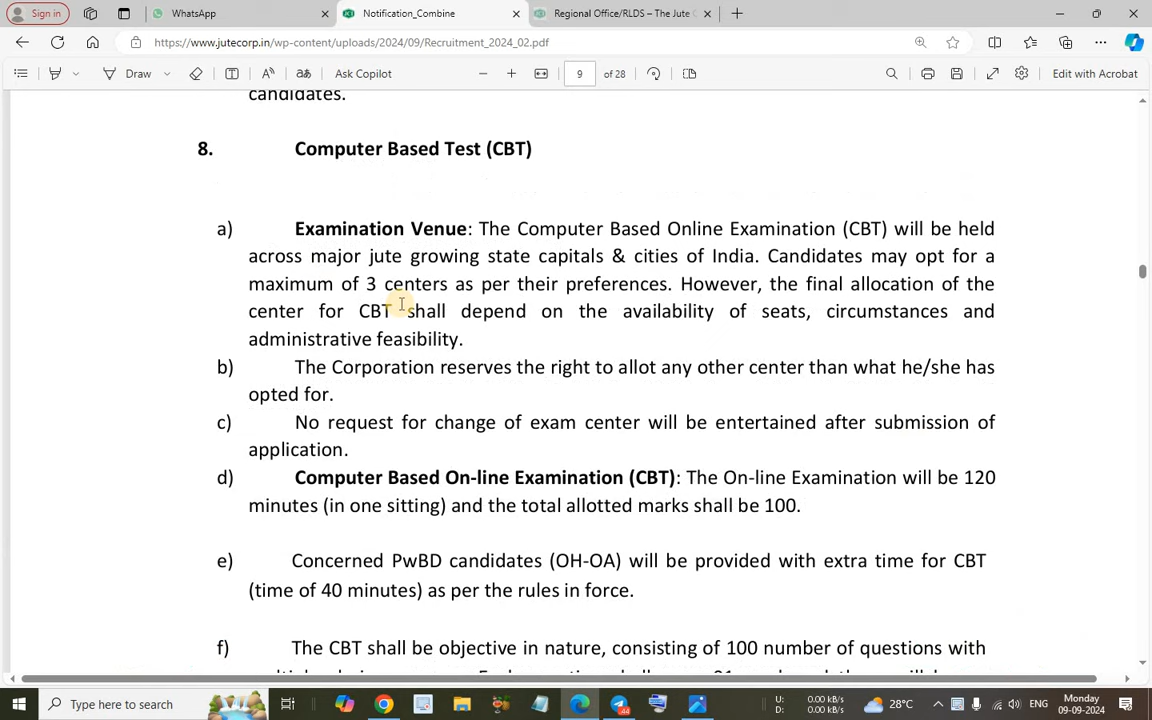 Sign in
WhatsApp
Notification_Combine
Regional Office/RLDS – The Jute C
https://www.jutecorp.in/wp-content/uploads/2024/09/Recruitment_2024_02.pdf
Draw
Ask Copilot
9 of 28
Edit with Acrobat
candidates.
8. Computer Based Test (CBT)
a) Examination Venue: The Computer Based Online Examination (CBT) will be held
across major jute growing state capitals & cities of India. Candidates may opt for a
maximum of 3 centers as per their preferences. However, the final allocation of the
center for CBT shall depend on the availability of seats, circumstances and
administrative feasibility.
b) The Corporation reserves the right to allot any other center than what he/she has
opted for.
c) No request for change of exam center will be entertained after submission of
application.
d) Computer Based On-line Examination (CBT): The On-line Examination will be 120
minutes (in one sitting) and the total allotted marks shall be 100.
e) Concerned PwBD candidates (OH-OA) will be provided with extra time for CBT
(time of 40 minutes) as per the rules in force.
f) The CBT shall be objective in nature, consisting of 100 number of questions with
Type here to search
U: 0.00 kB/s
D: 0.00 kB/s
28°C
ENG
Monday
09-09-2024